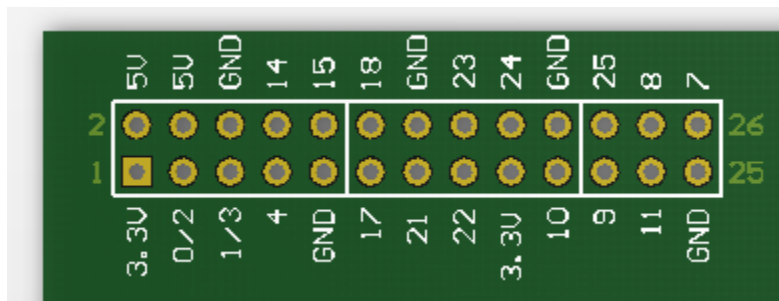 5V 5V GND 14 15 18 GND 23 24 GND 25 8 7
2 26
1 25
3.3V 0/2 1/3 4 GND 17 21 22 3.3V 10 9 11 GND